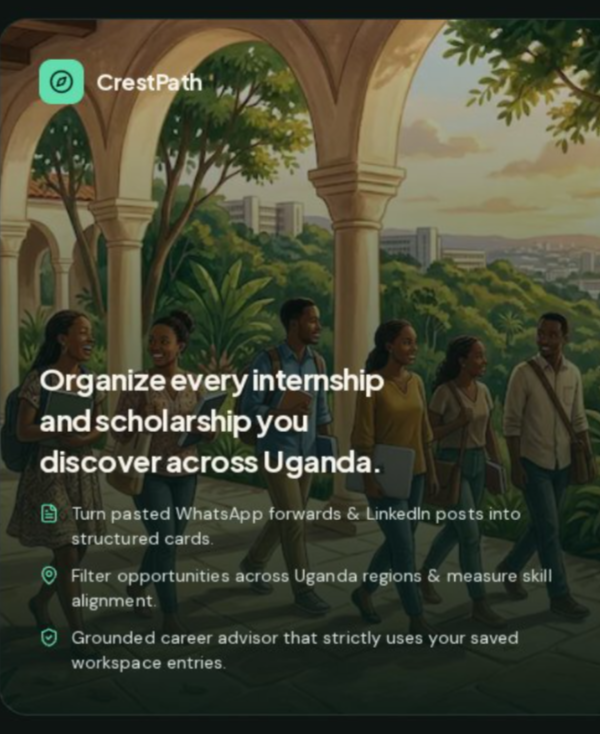 CrestPath
Organize every internship
and scholarship you
discover across Uganda.
Turn pasted WhatsApp forwards & LinkedIn posts into
structured cards.
Filter opportunities across Uganda regions & measure skill
alignment.
Grounded career advisor that strictly uses your saved
workspace entries.